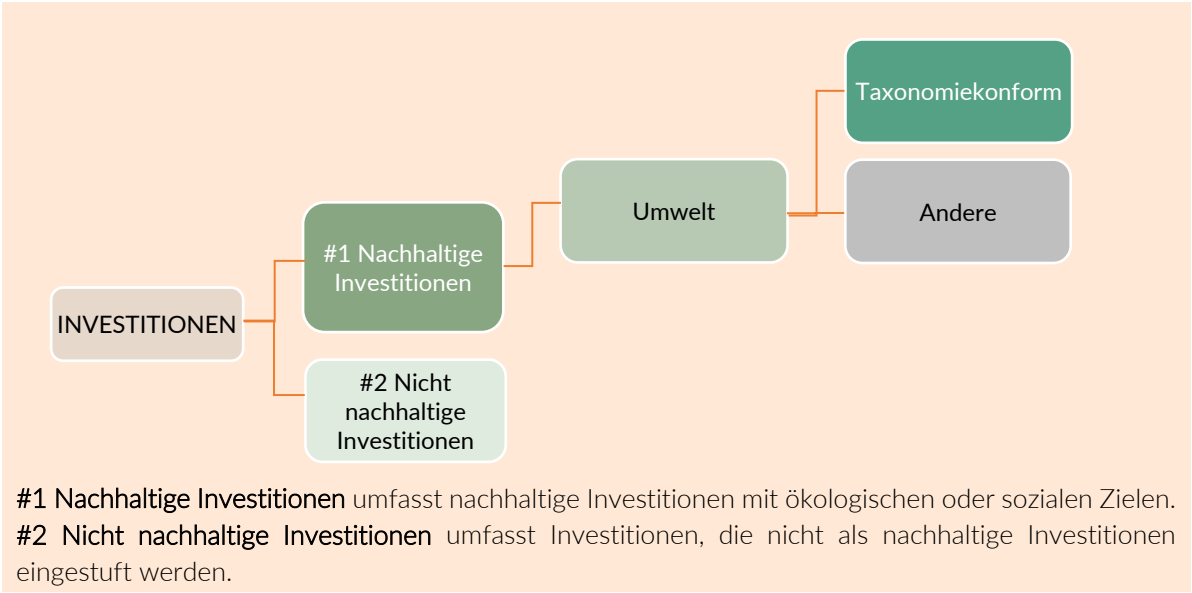 Taxonomiekonform
Umwelt
Andere
#1 Nachhaltige
Investitionen
INVESTITIONEN
#2 Nicht
nachhaltige
Investitionen
#1 Nachhaltige Investitionen umfasst nachhaltige Investitionen mit ökologischen oder sozialen Zielen.
#2 Nicht nachhaltige Investitionen umfasst Investitionen, die nicht als nachhaltige Investitionen
eingestuft werden.